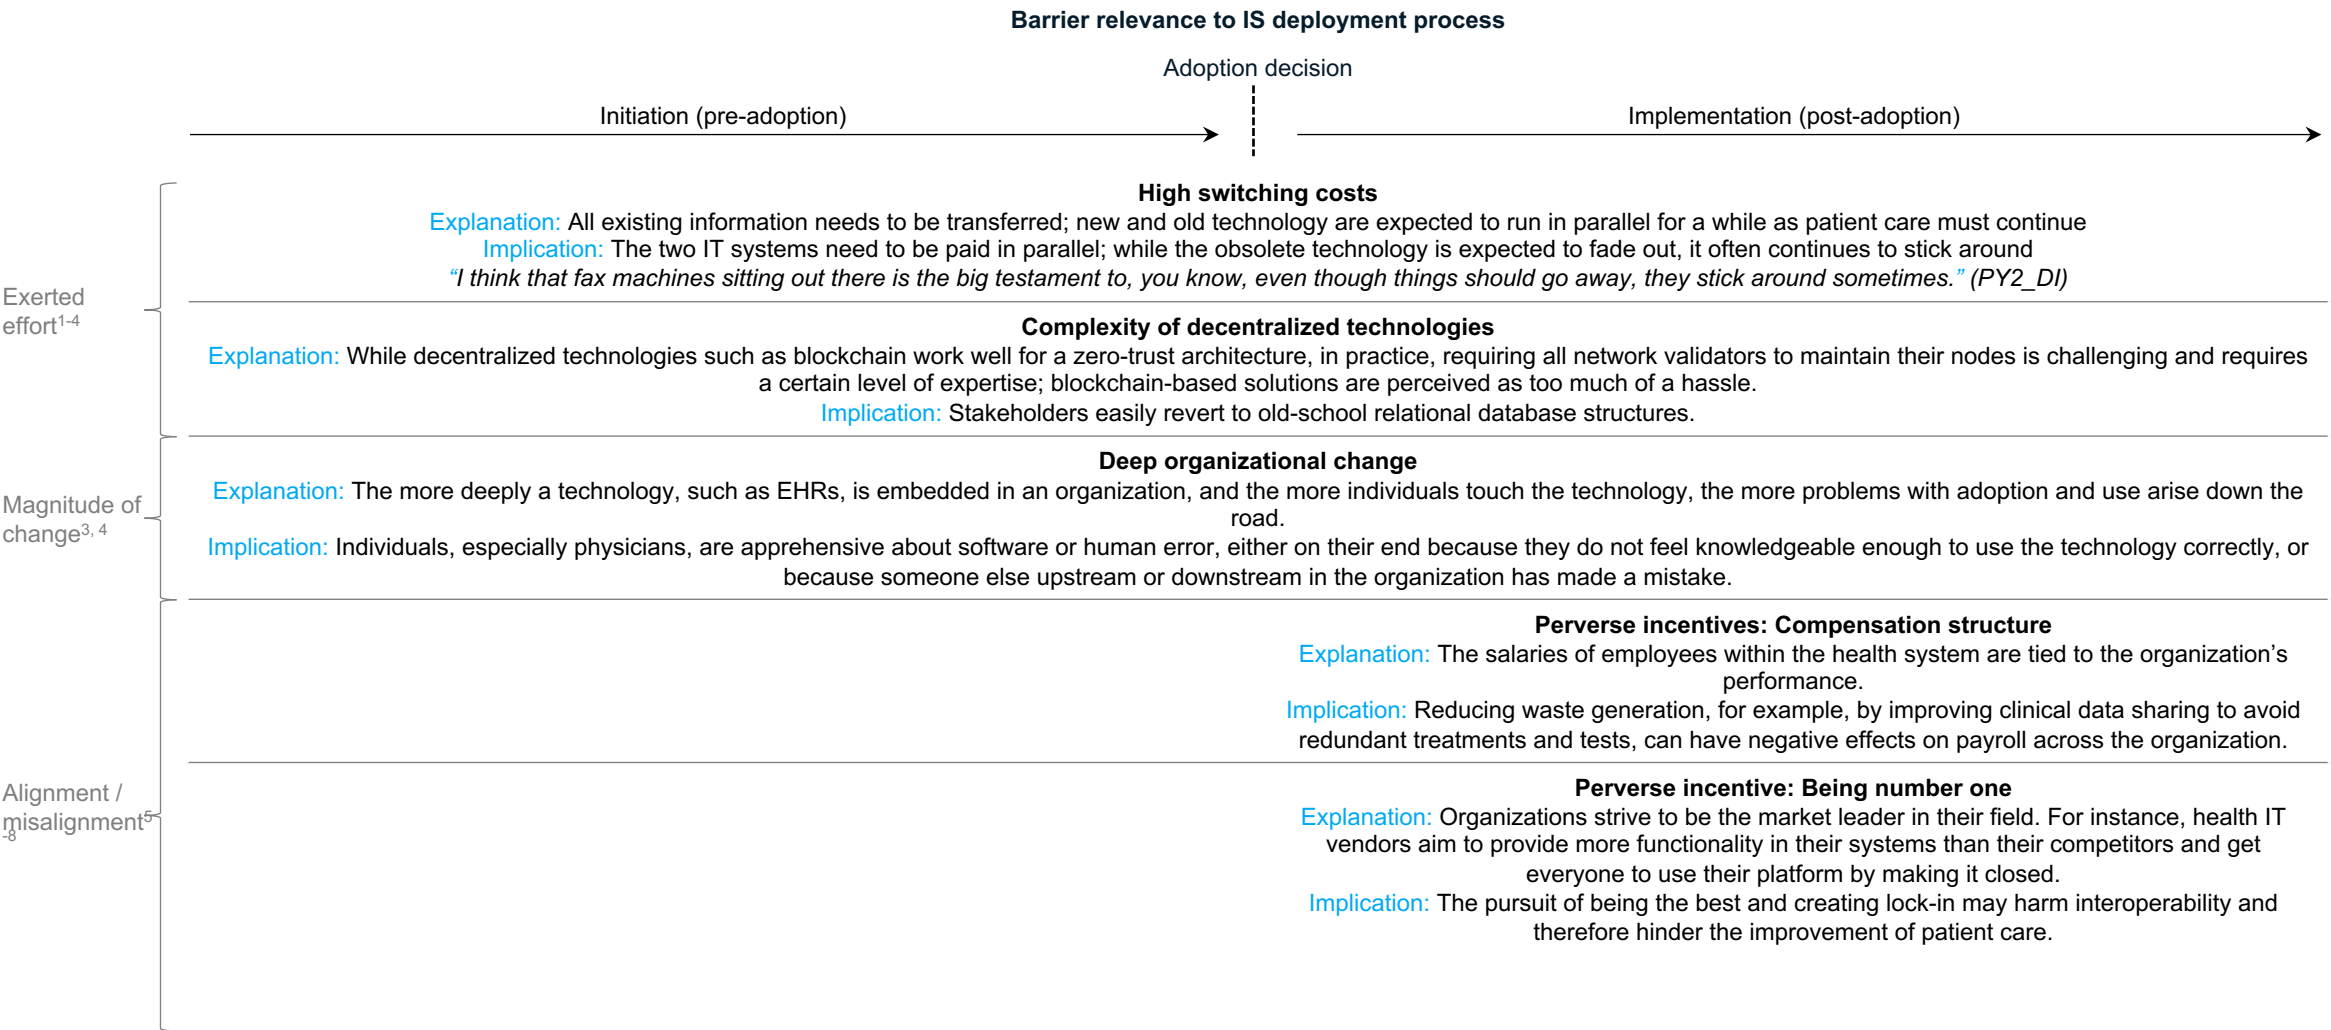 Barrier relevance to IS deployment process
Adoption decision
Initiation (pre-adoption)
Implementation (post-adoption)
Exerted
effort1-4
High switching costs
Explanation: All existing information needs to be transferred; new and old technology are expected to run in parallel for a while as patient care must continue
Implication: The two IT systems need to be paid in parallel; while the obsolete technology is expected to fade out, it often continues to stick around
“I think that fax machines sitting out there is the big testament to, you know, even though things should go away, they stick around sometimes.” (PY2_DI)
Complexity of decentralized technologies
Explanation: While decentralized technologies such as blockchain work well for a zero-trust architecture, in practice, requiring all network validators to maintain their nodes is challenging and requires
a certain level of expertise; blockchain-based solutions are perceived as too much of a hassle.
Implication: Stakeholders easily revert to old-school relational database structures.
Magnitude of
change3, 4
Deep organizational change
Explanation: The more deeply a technology, such as EHRs, is embedded in an organization, and the more individuals touch the technology, the more problems with adoption and use arise down the
road.
Implication: Individuals, especially physicians, are apprehensive about software or human error, either on their end because they do not feel knowledgeable enough to use the technology correctly, or
because someone else upstream or downstream in the organization has made a mistake.
Alignment /
misalignment5
-8
Perverse incentives: Compensation structure
Explanation: The salaries of employees within the health system are tied to the organization’s
performance.
Implication: Reducing waste generation, for example, by improving clinical data sharing to avoid
redundant treatments and tests, can have negative effects on payroll across the organization.
Perverse incentive: Being number one
Explanation: Organizations strive to be the market leader in their field. For instance, health IT
vendors aim to provide more functionality in their systems than their competitors and get
everyone to use their platform by making it closed.
Implication: The pursuit of being the best and creating lock-in may harm interoperability and
therefore hinder the improvement of patient care.